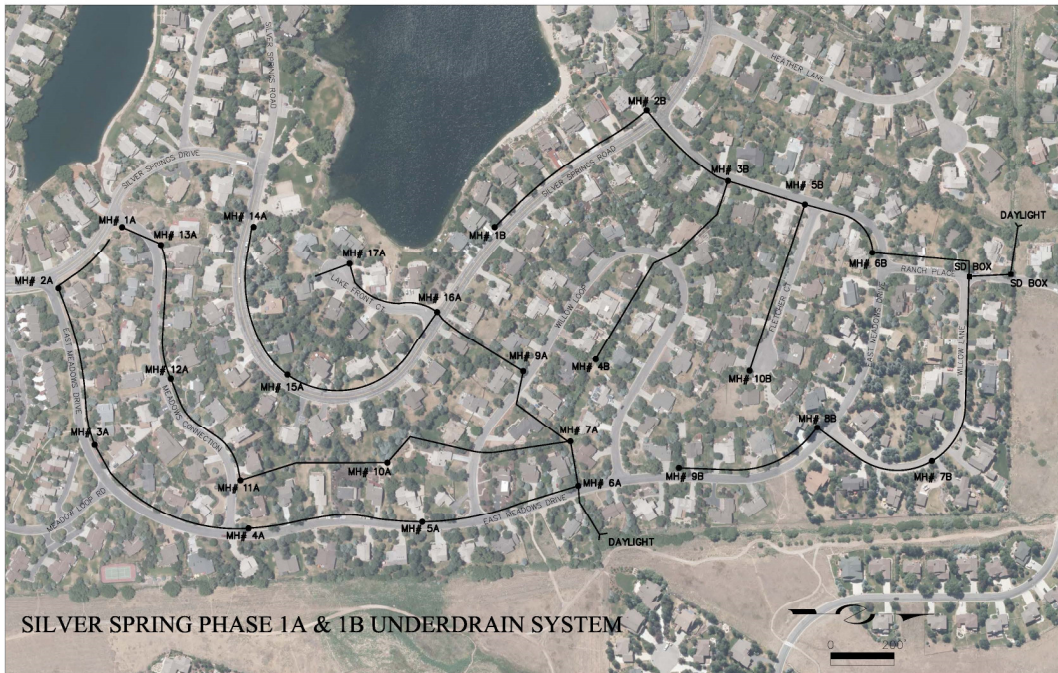 SILVER SPRINGS ROAD
HEATHER LANE
MH# 2B
SILVER SPRINGS DRIVE
SILVER SPRINGS ROAD
MH# 3B
MH# 5B
MH# 1A
MH# 14A
MH# 13A
MH# 1B
DAYLIGHT
MH# 17A
MH# 6B
SD BOX
RANCH PLACE
SD BOX
MH# 2A
LAKE FRONT CT
MH# 16A
WILLOW LOOP
FLETCHER CT
EAST MEADOWS DRIVE
WILLOW LANE
EAST MEADOWS DRIVE
MH# 9A
MH# 4B
MH# 12A
MH# 15A
MH# 10B
MEADOWS CONNECTION
MH# 8B
MH# 3A
MH# 7A
MH# 10A
MH# 11A
MH# 6A
MH# 9B
MH# 7B
MEADOW LOOP RD
EAST MEADOWS DRIVE
MH# 4A
MH# 5A
DAYLIGHT
SILVER SPRING PHASE 1A & 1B UNDERDRAIN SYSTEM
0 200'